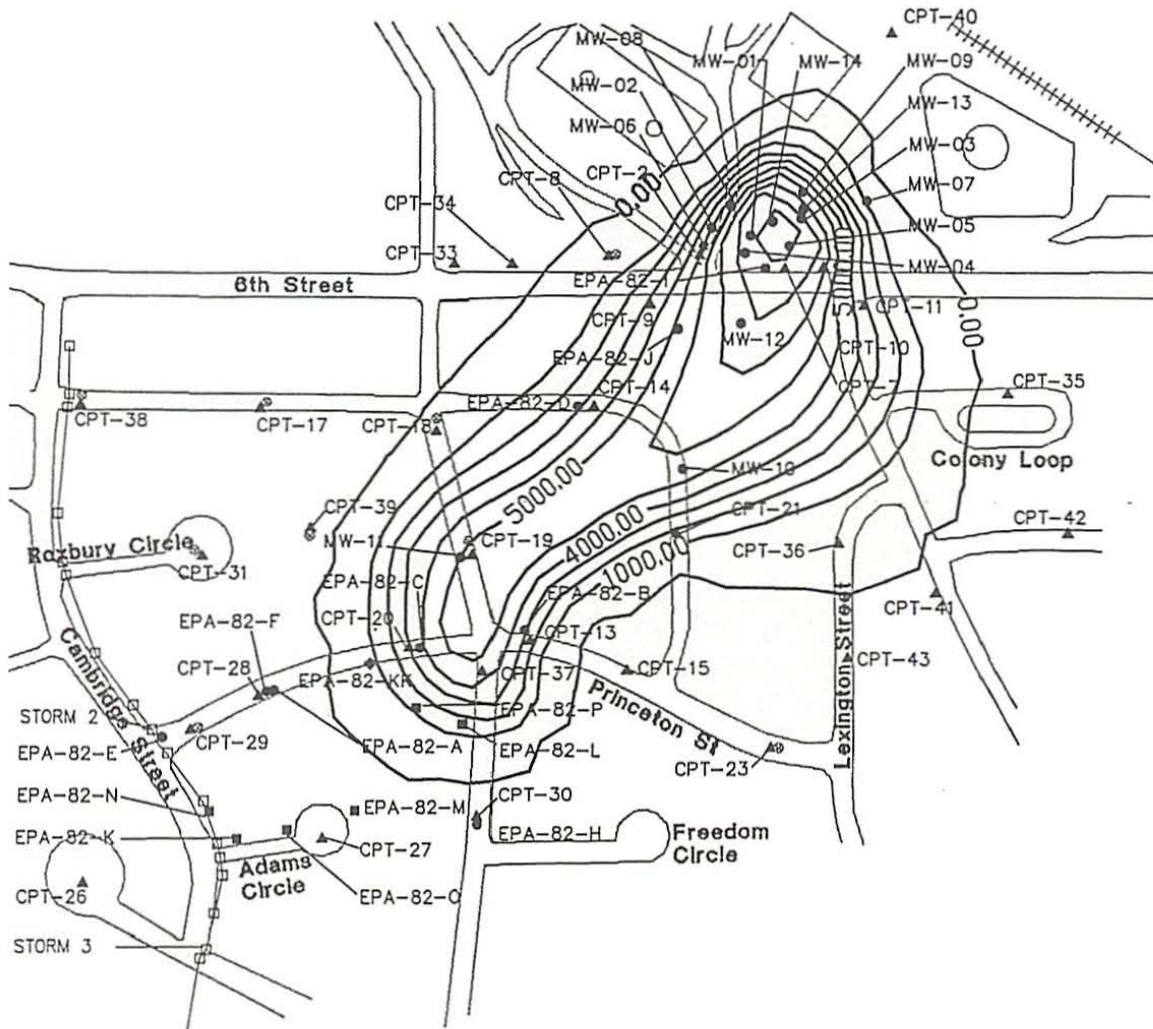 CPT-40
MW-08
MW-01
MW-14
MW-09
MW-02
MW-13
MW-06
MW-03
CPT-2
CPT-8
MW-07
0.00
CPT-34
MW-05
CPT-33
MW-04
EPA-82-I
6th Street
5000.00
CPT-9
CPT-11
0.00
MW-12
EPA-82-J
CPT-10
CPT-14
CPT-7
CPT-35
EPA-82-D
CPT-38
CPT-17
CPT-18
Colony Loop
MW-10
5000.00
CPT-39
CPT-21
4000.00
CPT-42
MW-11
CPT-19
CPT-36
Roxbury Circle
1000.00
CPT-31
EPA-82-C
EPA-82-B
CPT-41
EPA-82-F
CPT-20
CPT-13
Lexington Street
CPT-43
CPT-28
EPA-82-KK
CPT-37
CPT-15
Cambridge Street
STORM 2
EPA-82-P
Princeton St
EPA-82-E
CPT-29
EPA-82-A
EPA-82-L
CPT-23
EPA-82-N
EPA-82-M
CPT-30
EPA-82-K
EPA-82-H
Freedom Circle
CPT-27
Adams Circle
CPT-26
EPA-82-O
STORM 3